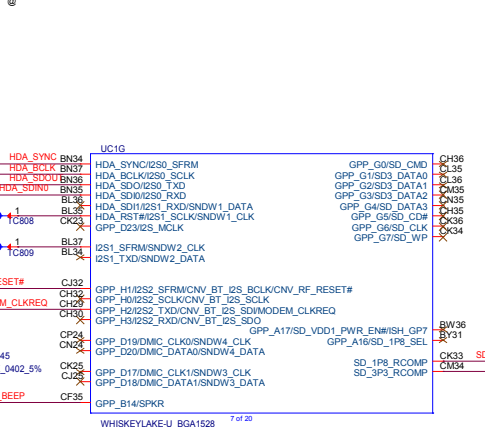 @
UC1G
HDA_SYNC BN34 HDA_SYNC/I2S0_SFRM GPP_G0/SD_CMD CH36
HDA_BCLK BN37 HDA_BCLK/I2S0_SCLK GPP_G1/SD3_DATA0 CL35
HDA_SDOUT BN36 HDA_SDO/I2S0_TXD GPP_G2/SD3_DATA1 CL36
HDA_SDIN0 BN35 HDA_SDI0/I2S0_RXD GPP_G3/SD3_DATA2 CM35
BL36 HDA_SDI1/I2S1_RXD/SNDW1_DATA GPP_G4/SD3_DATA3 CN35
1 BL35 HDA_RST#/I2S1_SCLK/SNDW1_CLK GPP_G5/SD_CD# CH35
TC808 CK23 GPP_D23/I2S_MCLK GPP_G6/SD_CLK CK36
GPP_G7/SD_WP CK34
1 BL37 I2S1_SFRM/SNDW2_CLK
TC809 BL34 I2S1_TXD/SNDW2_DATA
ESET# CJ32 GPP_H1/I2S2_SFRM/CNV_BT_I2S_BCLK/CNV_RF_RESET#
CH32 GPP_H0/I2S2_SCLK/CNV_BT_I2S_SCLK
M_CLKREQ CH29 GPP_H2/I2S2_TXD/CNV_BT_I2S_SDI/MODEM_CLKREQ
CH30 GPP_H3/I2S2_RXD/CNV_BT_I2S_SDO
GPP_A17/SD_VDD1_PWR_EN#/ISH_GP7 BW36
CP24 GPP_D19/DMIC_CLK0/SNDW4_CLK GPP_A16/SD_1P8_SEL BY31
CN24 GPP_D20/DMIC_DATA0/SNDW4_DATA
45 SD_1P8_RCOMP CK33 SD
_0402_5% CK25 GPP_D17/DMIC_CLK1/SNDW3_CLK SD_3P3_RCOMP CM34
CJ25 GPP_D18/DMIC_DATA1/SNDW3_DATA
BEEP CF35 GPP_B14/SPKR
WHISKEYLAKE-U_BGA1528 7 of 20